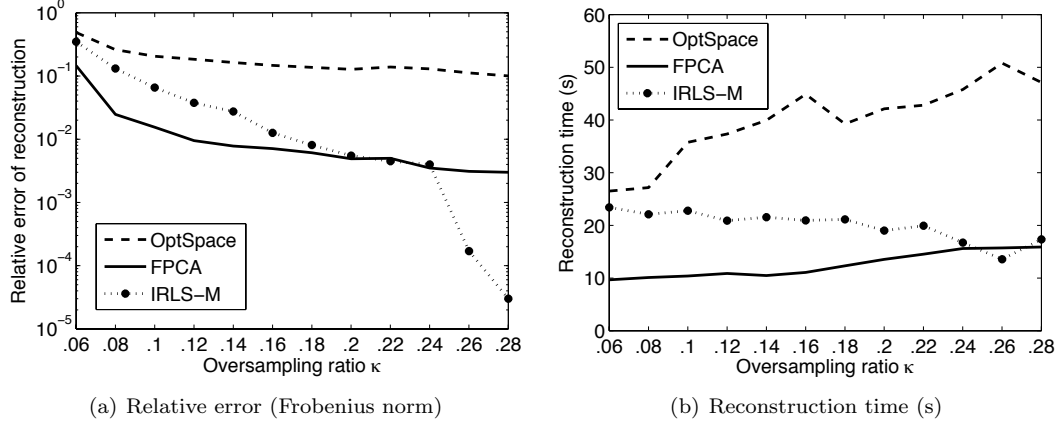 10^0
10^-1
10^-2
10^-3
10^-4
10^-5
Relative error of reconstruction
OptSpace
FPCA
IRLS-M
.06 .08 .1 .12 .14 .16 .18 .2 .22 .24 .26 .28
Oversampling ratio κ
(a) Relative error (Frobenius norm)
60
50
40
30
20
10
0
Reconstruction time (s)
OptSpace
FPCA
IRLS-M
.06 .08 .1 .12 .14 .16 .18 .2 .22 .24 .26 .28
Oversampling ratio κ
(b) Reconstruction time (s)